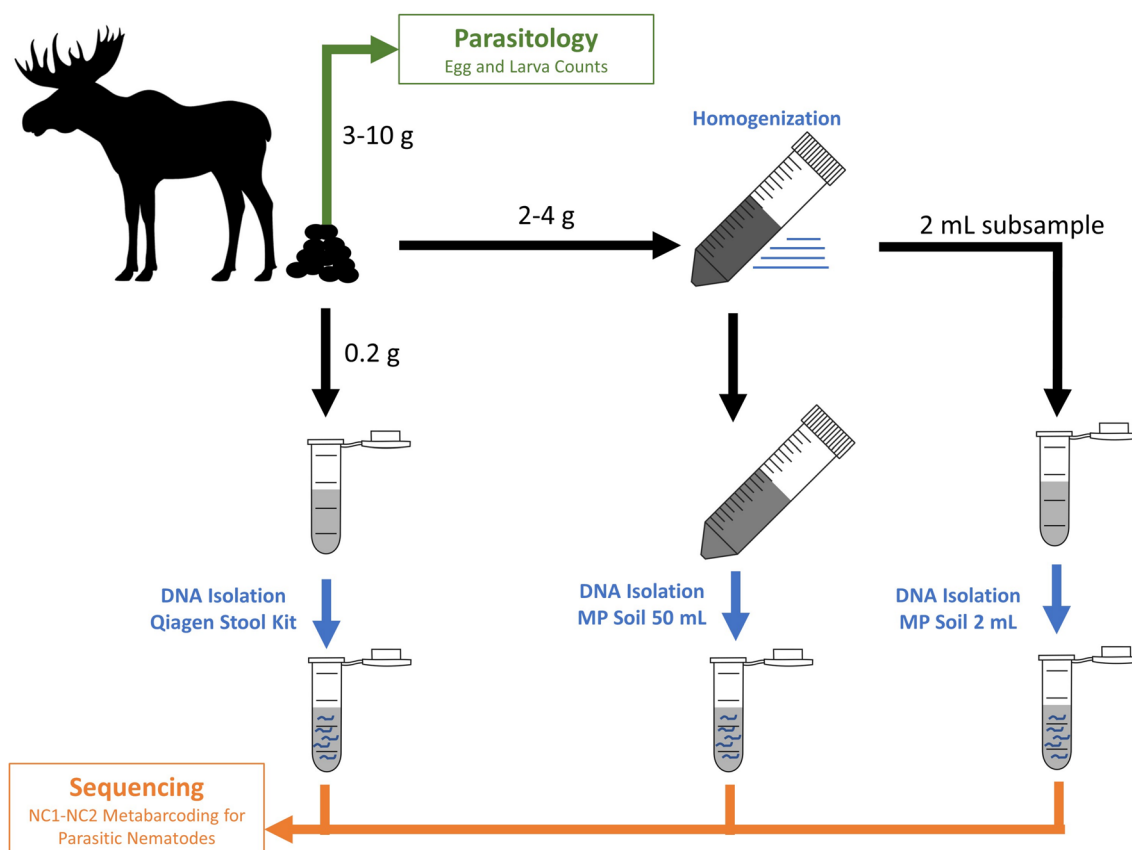 Parasitology
Egg and Larva Counts
3-10 g
Homogenization
2-4 g
2 mL subsample
0.2 g
DNA Isolation
Qiagen Stool Kit
DNA Isolation
MP Soil 50 mL
DNA Isolation
MP Soil 2 mL
Sequencing
NC1-NC2 Metabarcoding for
Parasitic Nematodes